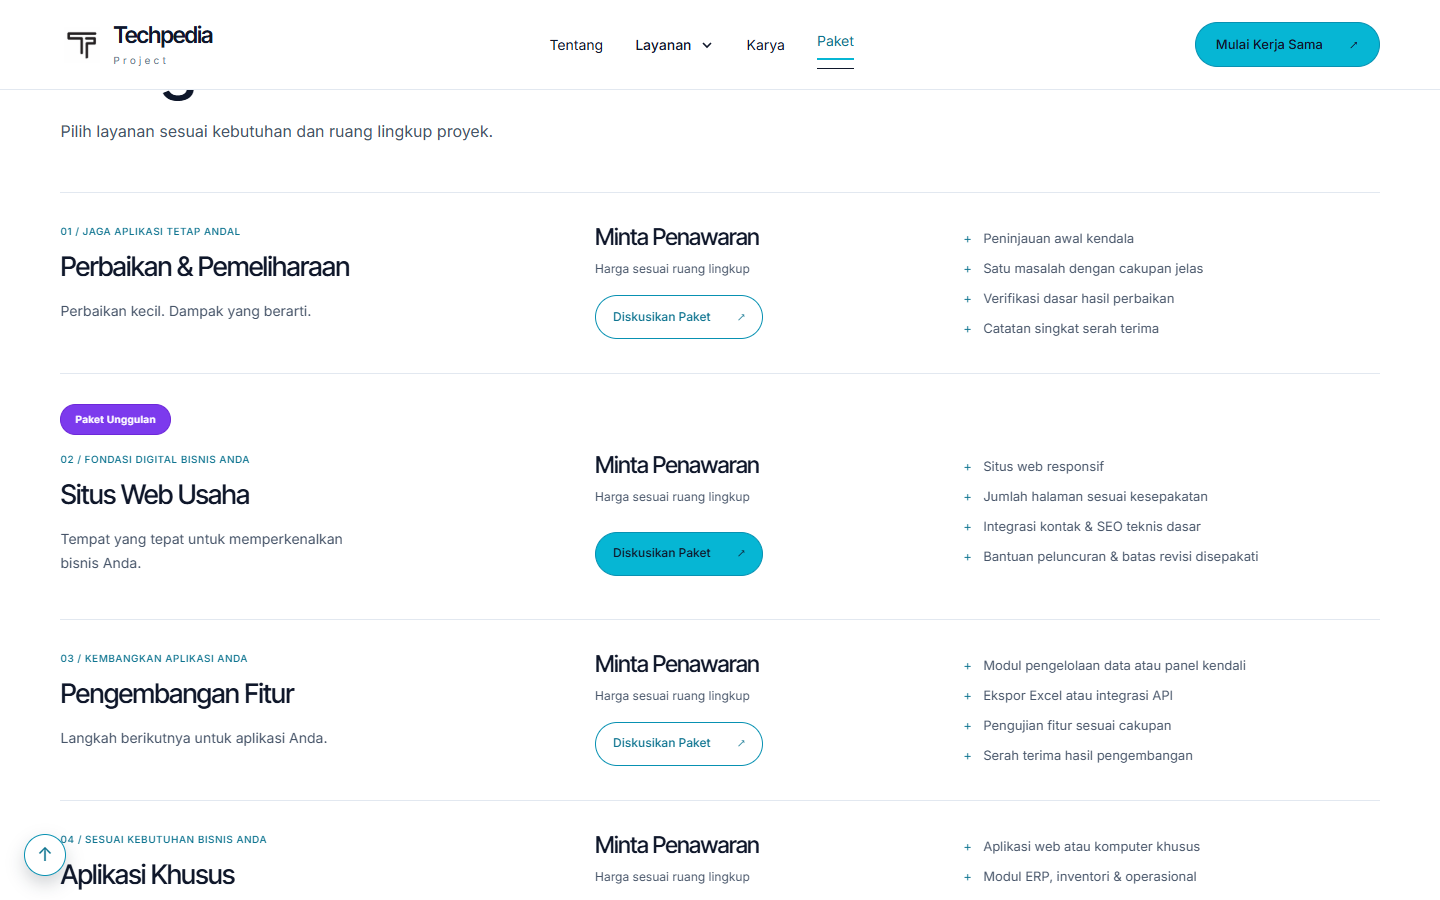 Techpedia
Project
Tentang
Layanan
Karya
Paket
Mulai Kerja Sama ↗
Pilih layanan sesuai kebutuhan dan ruang lingkup proyek.
01 / JAGA APLIKASI TETAP ANDAL
Perbaikan & Pemeliharaan
Perbaikan kecil. Dampak yang berarti.
Minta Penawaran
Harga sesuai ruang lingkup
Diskusikan Paket ↗
+ Peninjauan awal kendala
+ Satu masalah dengan cakupan jelas
+ Verifikasi dasar hasil perbaikan
+ Catatan singkat serah terima
Paket Unggulan
02 / FONDASI DIGITAL BISNIS ANDA
Situs Web Usaha
Tempat yang tepat untuk memperkenalkan
bisnis Anda.
Minta Penawaran
Harga sesuai ruang lingkup
Diskusikan Paket ↗
+ Situs web responsif
+ Jumlah halaman sesuai kesepakatan
+ Integrasi kontak & SEO teknis dasar
+ Bantuan peluncuran & batas revisi disepakati
03 / KEMBANGKAN APLIKASI ANDA
Pengembangan Fitur
Langkah berikutnya untuk aplikasi Anda.
Minta Penawaran
Harga sesuai ruang lingkup
Diskusikan Paket ↗
+ Modul pengelolaan data atau panel kendali
+ Ekspor Excel atau integrasi API
+ Pengujian fitur sesuai cakupan
+ Serah terima hasil pengembangan
04 / SESUAI KEBUTUHAN BISNIS ANDA
Aplikasi Khusus
Minta Penawaran
Harga sesuai ruang lingkup
+ Aplikasi web atau komputer khusus
+ Modul ERP, inventori & operasional